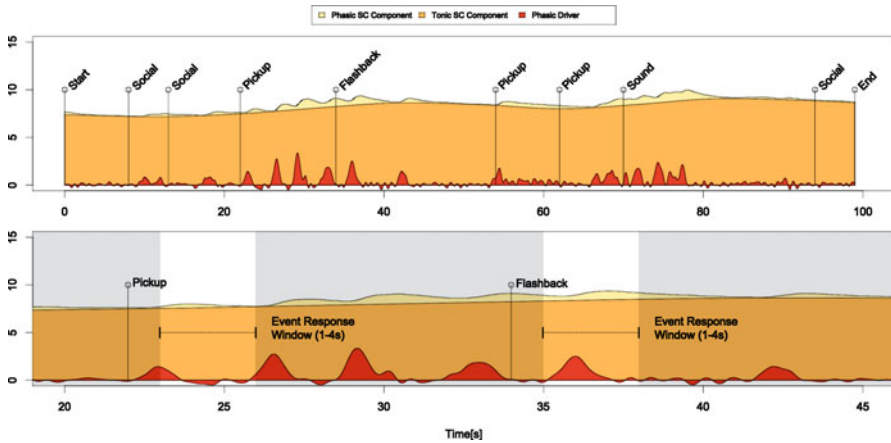 Phasic SC Component Tonic SC Component Phasic Driver
15
10
5
0
Start
Social
Social
Pickup
Flashback
Pickup
Pickup
Sound
Social
End
0 20 40 60 80 100
15
10
5
0
Pickup
Flashback
Event Response
Window (1-4s)
Event Response
Window (1-4s)
20 25 30 35 40 45
Time[s]